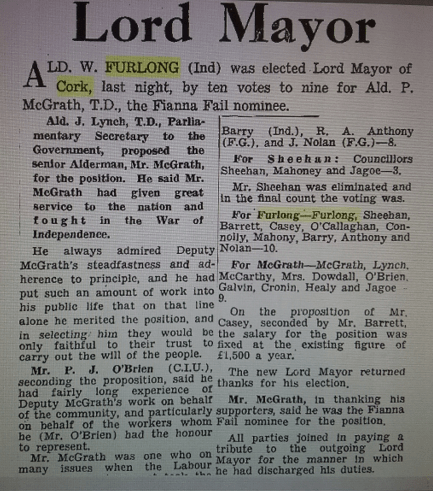 Lord Mayor
ALD. W. FURLONG (Ind) was elected Lord Mayor of
Cork, last night, by ten votes to nine for Ald. P.
McGrath, T.D., the Fianna Fail nominee.
Ald. J. Lynch, T.D., Parlia-
mentary Secretary to the
Government, proposed the
senior Alderman, Mr. McGrath,
for the position. He said Mr.
McGrath had given great
service to the nation and
fought in the War of
Independence.
He always admired Deputy
McGrath's steadfastness and ad-
herence to principle, and he had
put such an amount of work into
his public life that on that line
alone he merited the position, and
in selecting him they would be
only faithful to their trust to
carry out the will of the people.
Mr. P. J. O'Brien (C.I.U.),
seconding the proposition, said he
had fairly long experience of
Deputy McGrath's work on behalf
of the community, and particularly
on behalf of the workers whom
he (Mr. O'Brien) had the honour
to represent.
Mr. McGrath was one who on
many issues when the Labour
Barry (Ind.), R. A. Anthony
(F.G.), and J. Nolan (F.G.)—8.
For Sheehan: Councillors
Sheehan, Mahoney and Jagoe—3.
Mr. Sheehan was eliminated and
in the final count the voting was.
For Furlong—Furlong, Sheehan,
Barrett, Casey, O'Callaghan, Con-
nolly, Mahony, Barry, Anthony and
Nolan—10.
For McGrath—McGrath, Lynch,
McCarthy, Mrs. Dowdall, O'Brien,
Galvin, Cronin, Healy and Jagoe -
9.
On the proposition of Mr.
Casey, seconded by Mr. Barrett,
the salary for the position was
fixed at the existing figure of
£1,500 a year.
The new Lord Mayor returned
thanks for his election.
Mr. McGrath, in thanking his
supporters, said he was the Fianna
Fail nominee for the position.
All parties joined in paying a
tribute to the outgoing Lord
Mayor for the manner in which
he had discharged his duties.